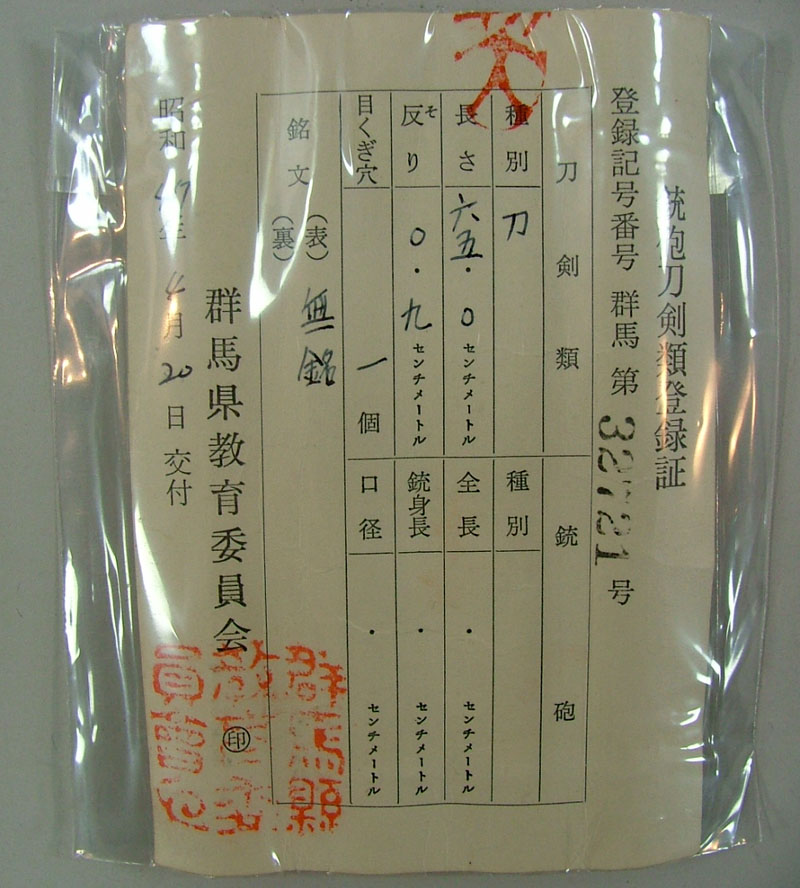 銃砲刀剣類登録証
登録記号番号 群馬 第 32721 号
刀剣類
種別 刀
長さ 六五・0センチメートル
反り 0・九センチメートル
そ
目くぎ穴 一個
銘文 (表) 無銘
(裏)
銃砲
種別
全長 ・ センチメートル
銃身長 ・ センチメートル
口径 ・ センチメートル
群馬県教育委員会 印
昭和 47年 4月 20日 交付
群馬縣
教育委
員會印